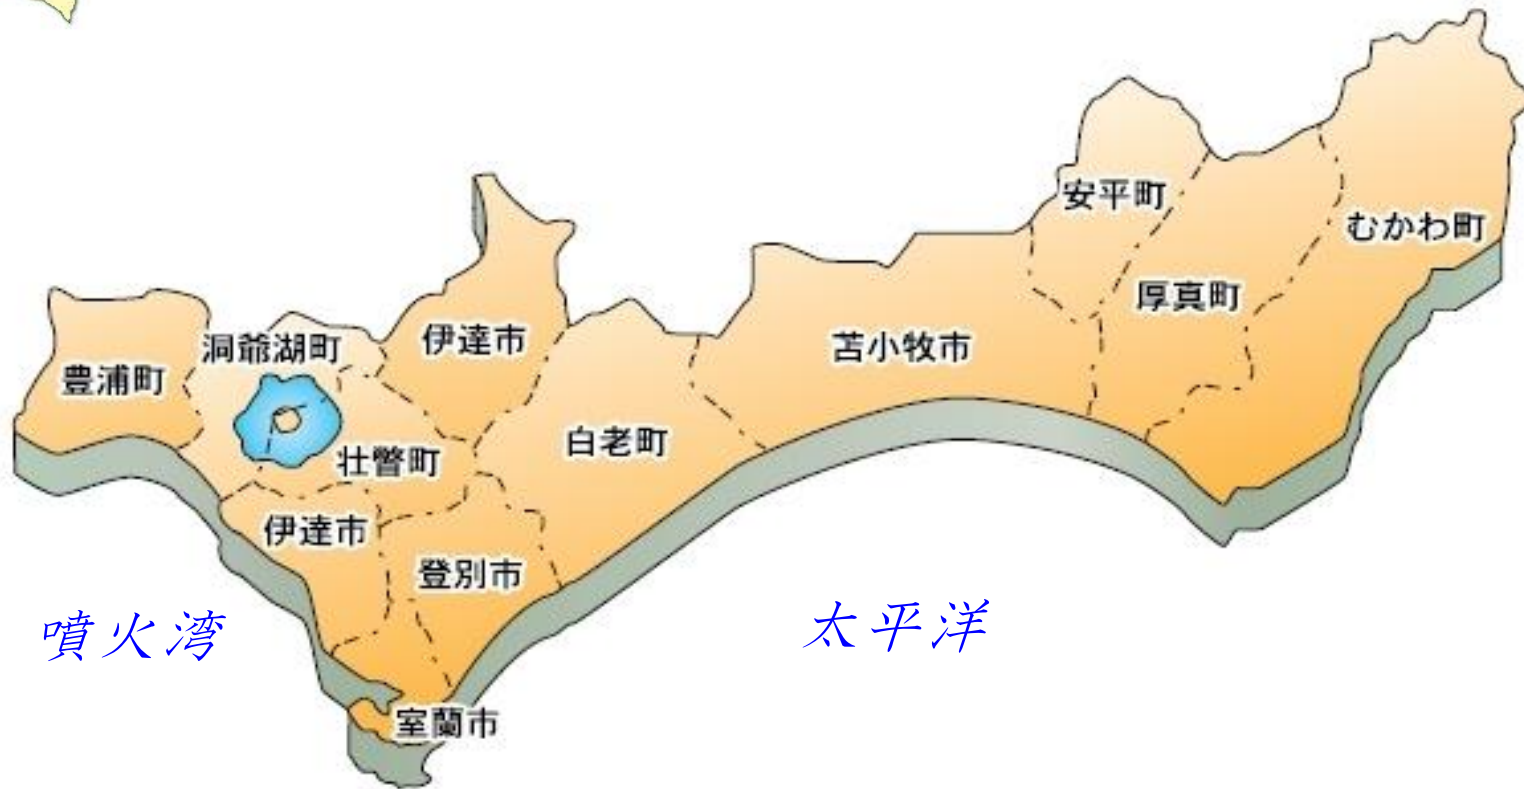 安平町
むかわ町
厚真町
洞爺湖町
伊達市
苫小牧市
豊浦町
白老町
壮瞥町
伊達市
登別市
噴火湾
太平洋
室蘭市